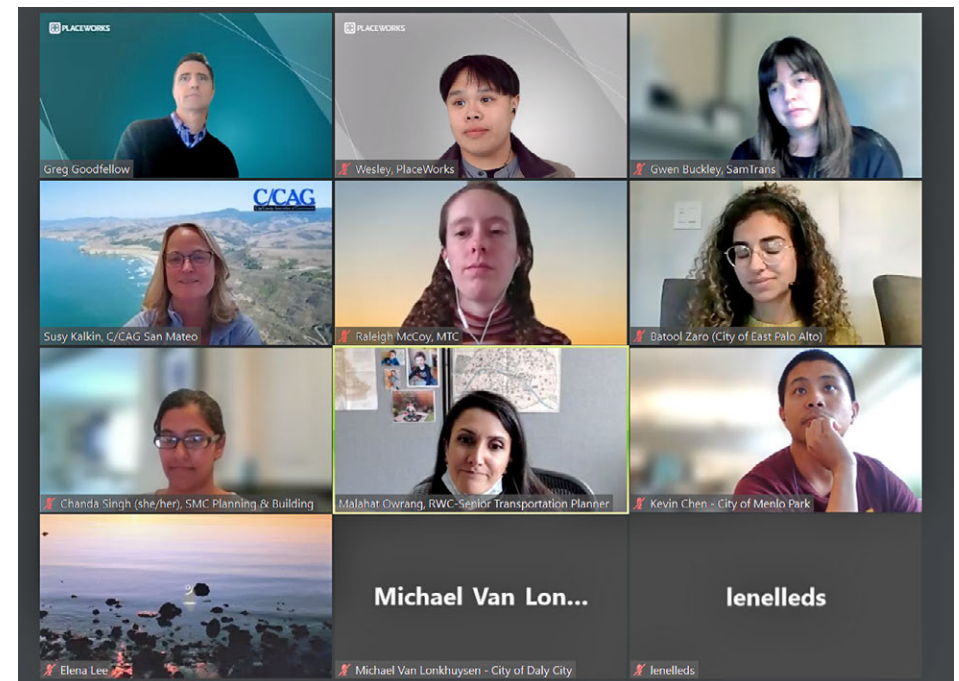 PLACEWORKS
PLACEWORKS
Greg Goodfellow
Wesley, PlaceWorks
Gwen Buckley, SamTrans
C/CAG
Susy Kalkin, C/CAG San Mateo
Raleigh McCoy, MTC
Batool Zaro (City of East Palo Alto)
Chanda Singh (she/her), SMC Planning & Building
Malahat Owrang, RWC-Senior Transportation Planner
Kevin Chen - City of Menlo Park
Michael Van Lon...
lenelleds
Elena Lee
Michael Van Lonkhuysen - City of Daly City
lenelleds